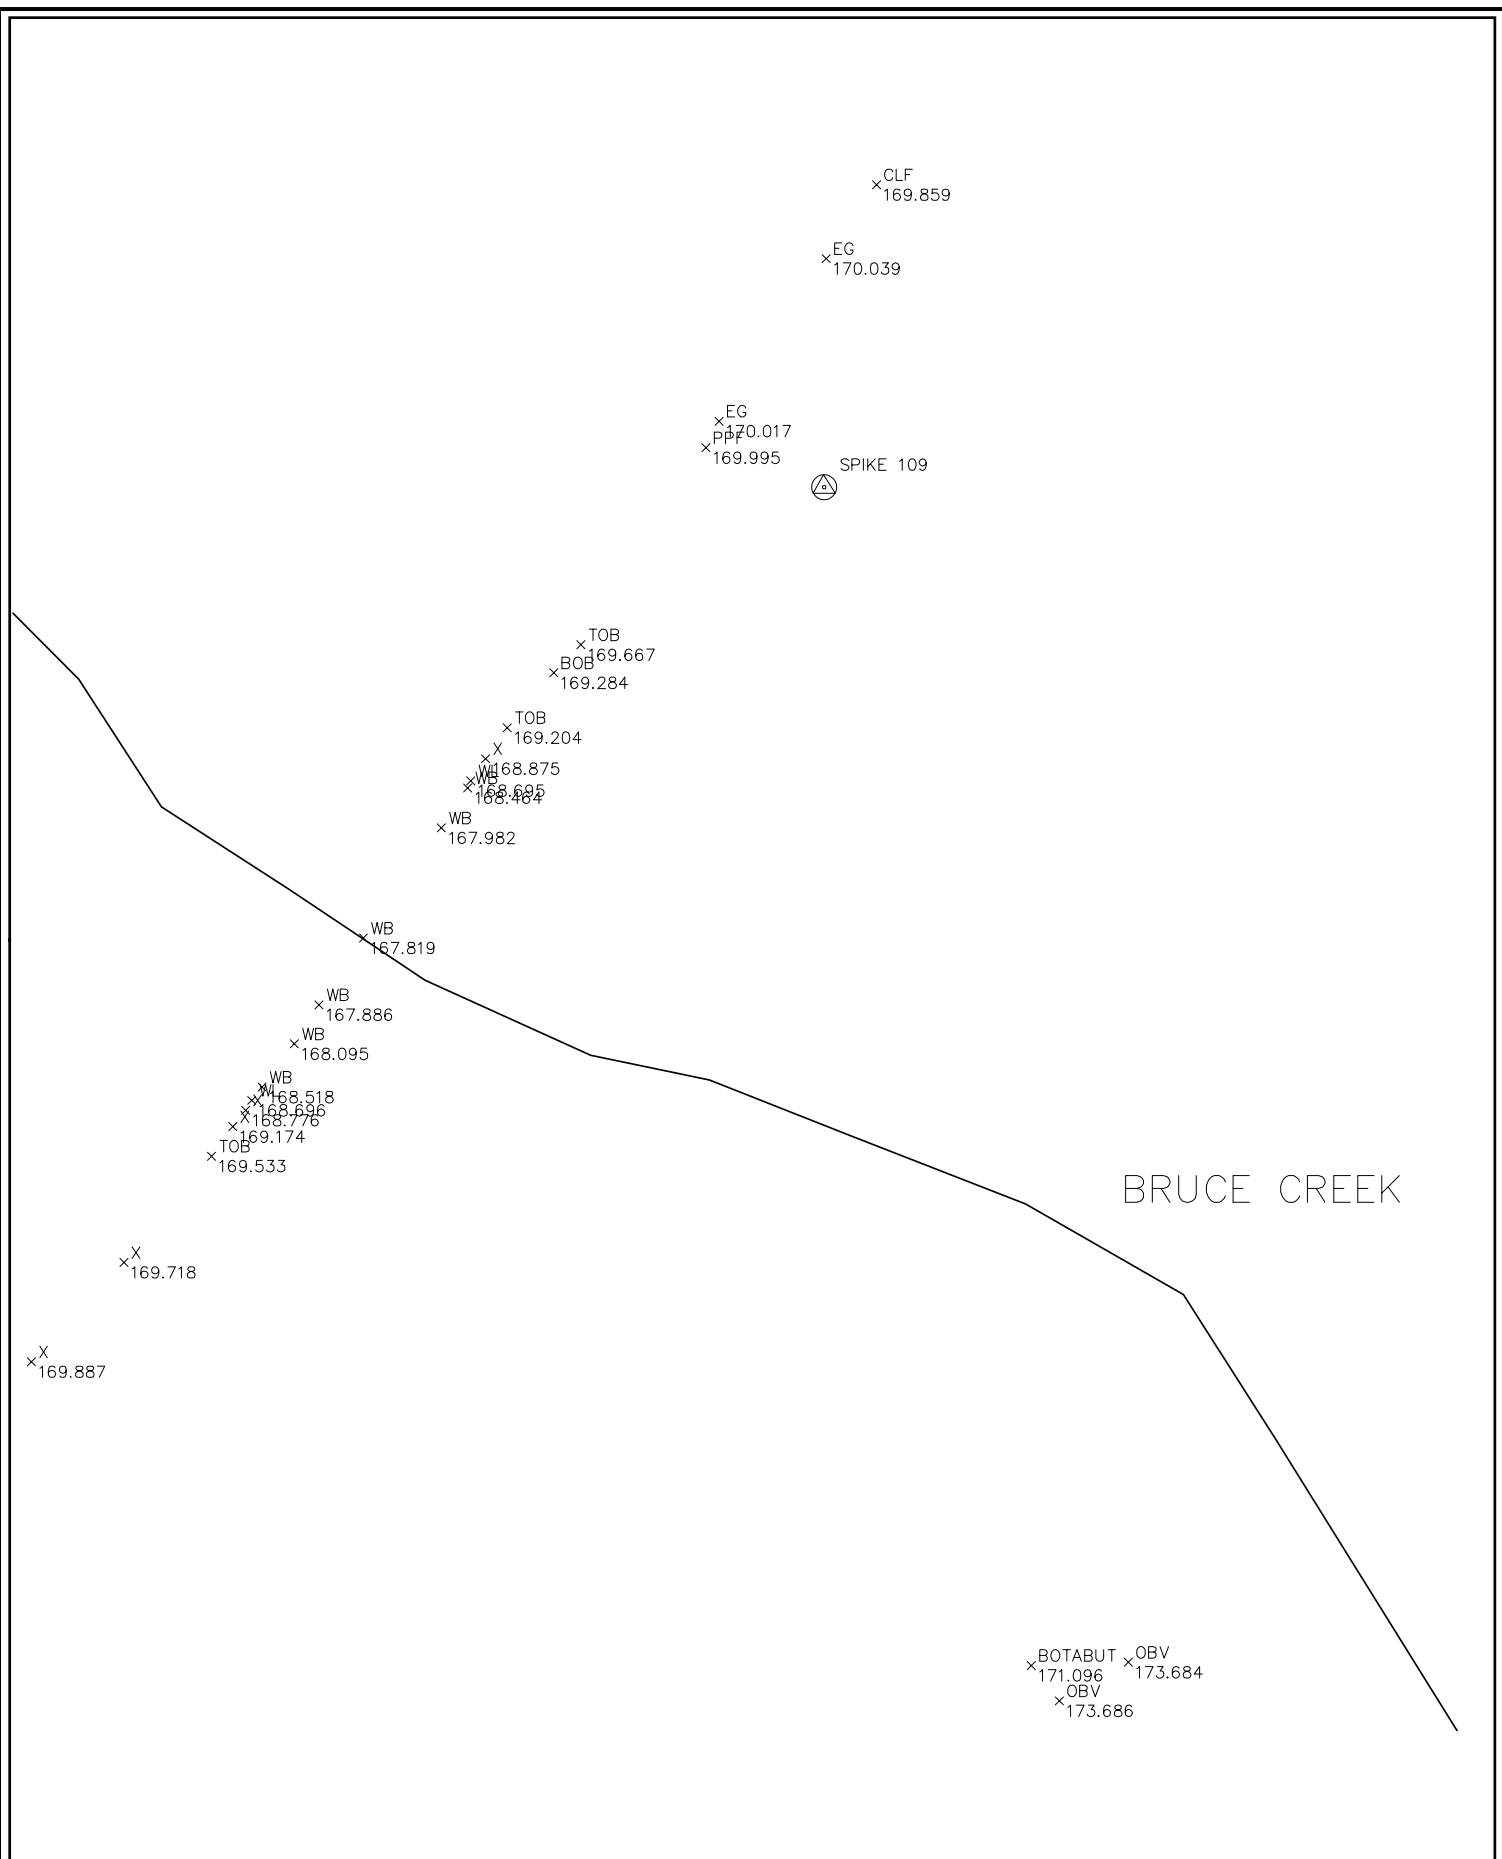 CLF
169.859
EG
170.039
EG
170.017
PPF
169.995
SPIKE 109
TOB
169.667
BOB
169.284
TOB
169.204
X
168.875
WL
168.695
WB
168.464
WB
167.982
WB
167.819
WB
167.886
WB
168.095
WB
168.518
WL
168.696
X
168.776
X
169.174
TOB
169.533
BRUCE CREEK
X
169.718
X
169.887
BOTABUT
171.096
OBV
173.684
OBV
173.686